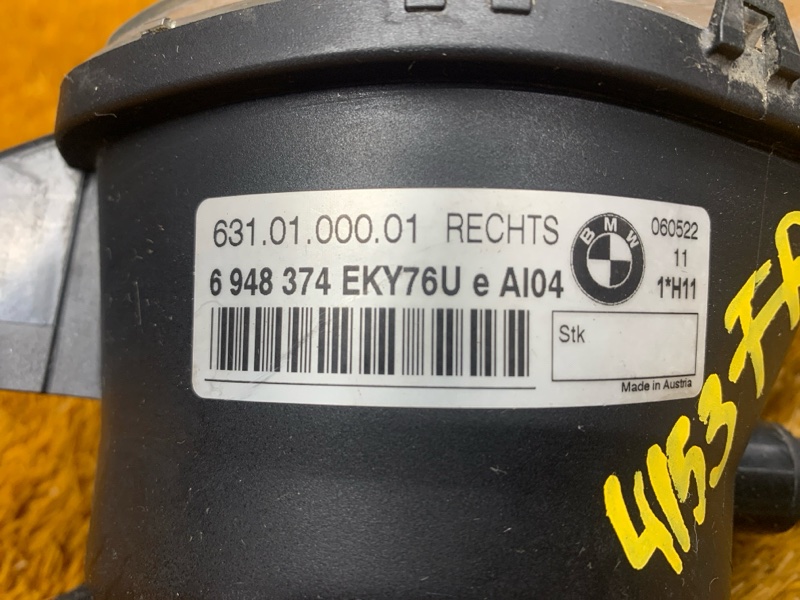 631.01.000.01 RECHTS
BMW
060522
11
1*H11
6 948 374 EKY76U e AI04
Stk
Made in Austria
4153-